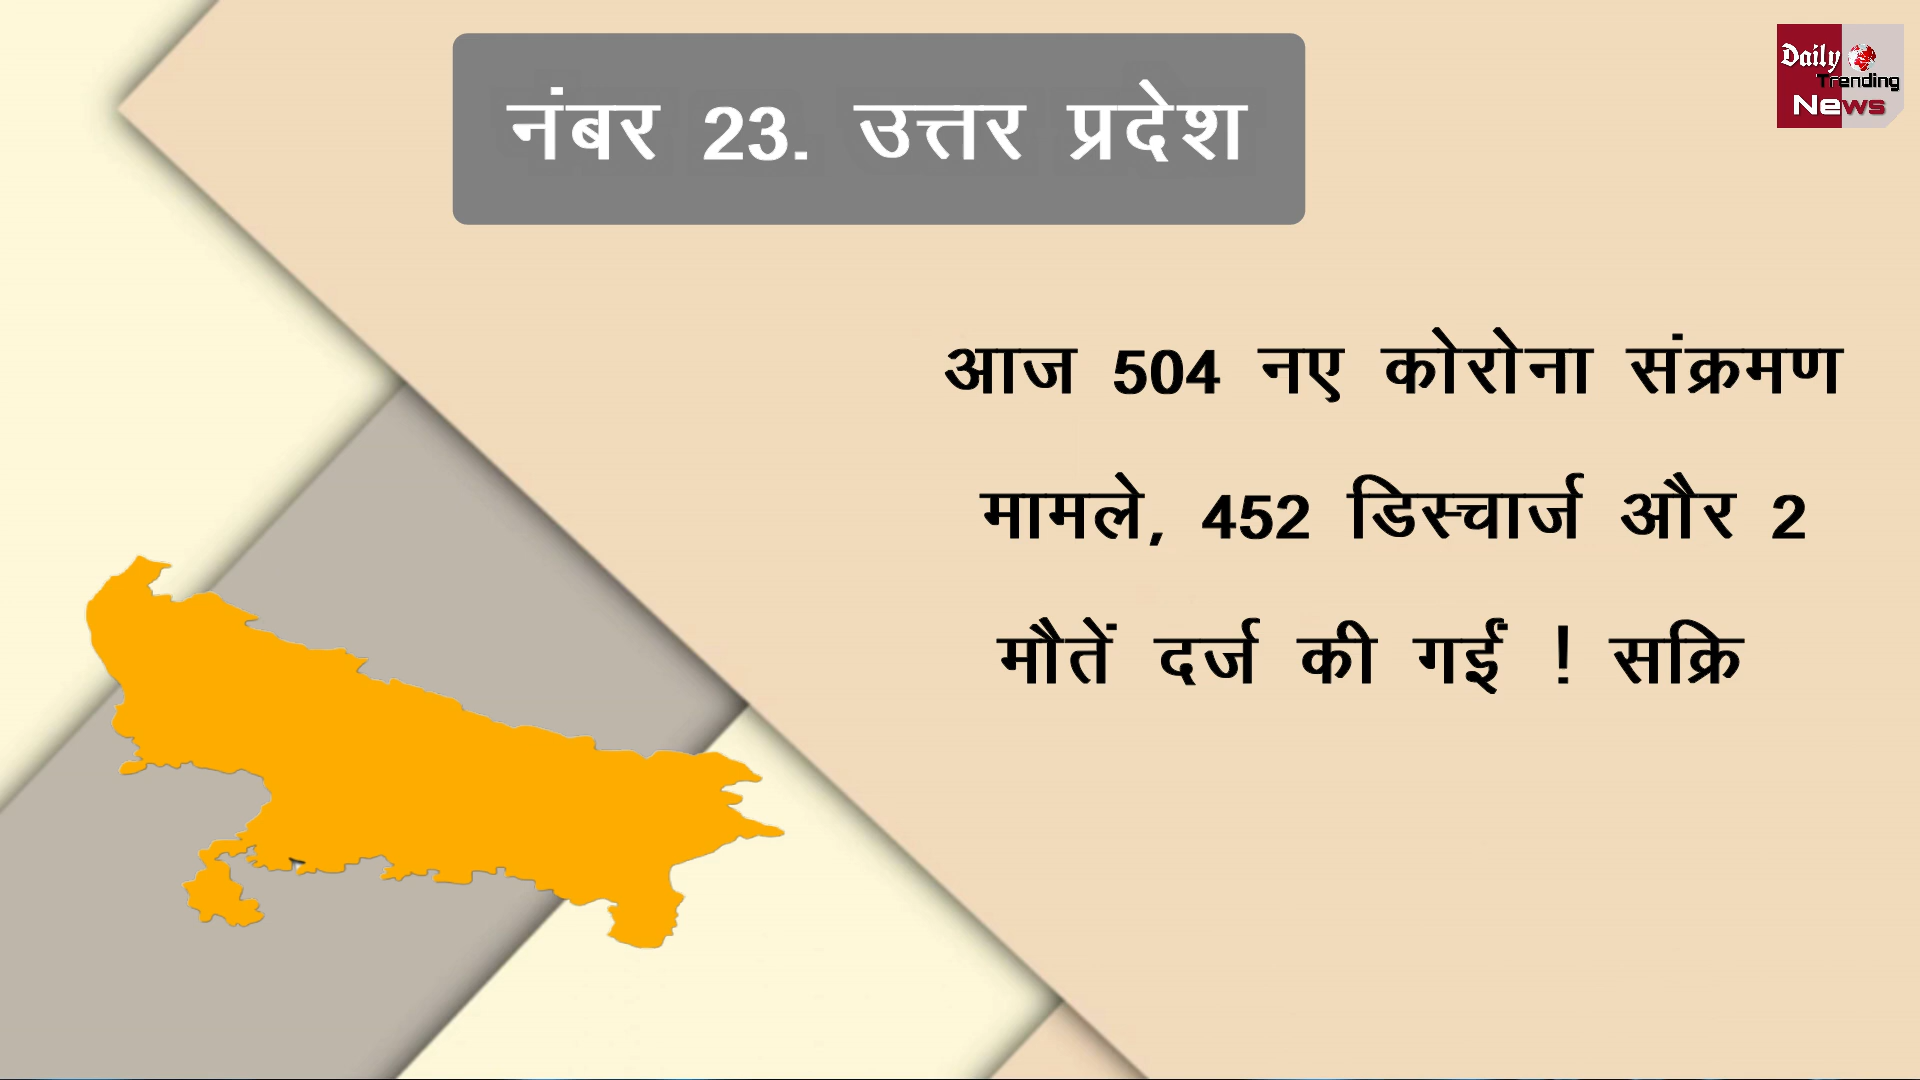 Daily
Trending
News
नंबर 23. उत्तर प्रदेश
आज 504 नए कोरोना संक्रमण
मामले, 452 डिस्चार्ज और 2
मौतें दर्ज की गईं ! सक्रि